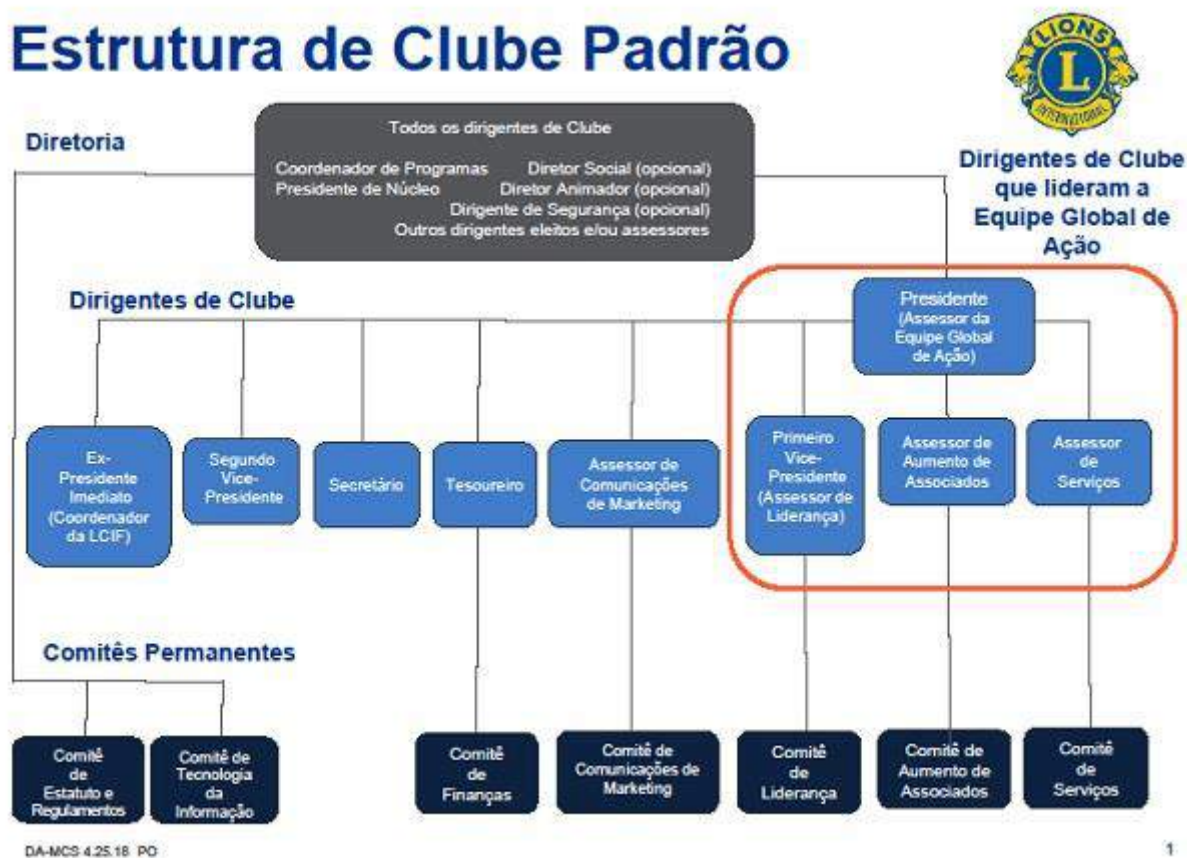 Estrutura de Clube Padrão
LIONS
L
INTERNATIONAL
Diretoria
Todos os dirigentes de Clube
Coordenador de Programas Diretor Social (opcional)
Presidente de Núcleo Diretor Animador (opcional)
Dirigente de Segurança (opcional)
Outros dirigentes eleitos e/ou assessores
Dirigentes de Clube
que lideram a
Equipe Global de
Ação
Dirigentes de Clube
Presidente
(Assessor da
Equipe Global
de Ação)
Ex-
Presidente
Imediato
(Coordenador
da LCIF)
Segundo
Vice-
Presidente
Secretário
Tesoureiro
Assessor de
Comunicações
de Marketing
Primeiro
Vice-
Presidente
(Assessor de
Liderança)
Assessor de
Aumento de
Associados
Assessor
de
Serviços
Comitês Permanentes
Comitê
de
Estatuto e
Regulamentos
Comitê de
Tecnologia
da
Informação
Comitê
de
Finanças
Comitê de
Comunicações de
Marketing
Comitê
de
Liderança
Comitê de
Aumento de
Associados
Comitê
de
Serviços
DA-MCS 4.25.18 PO
1